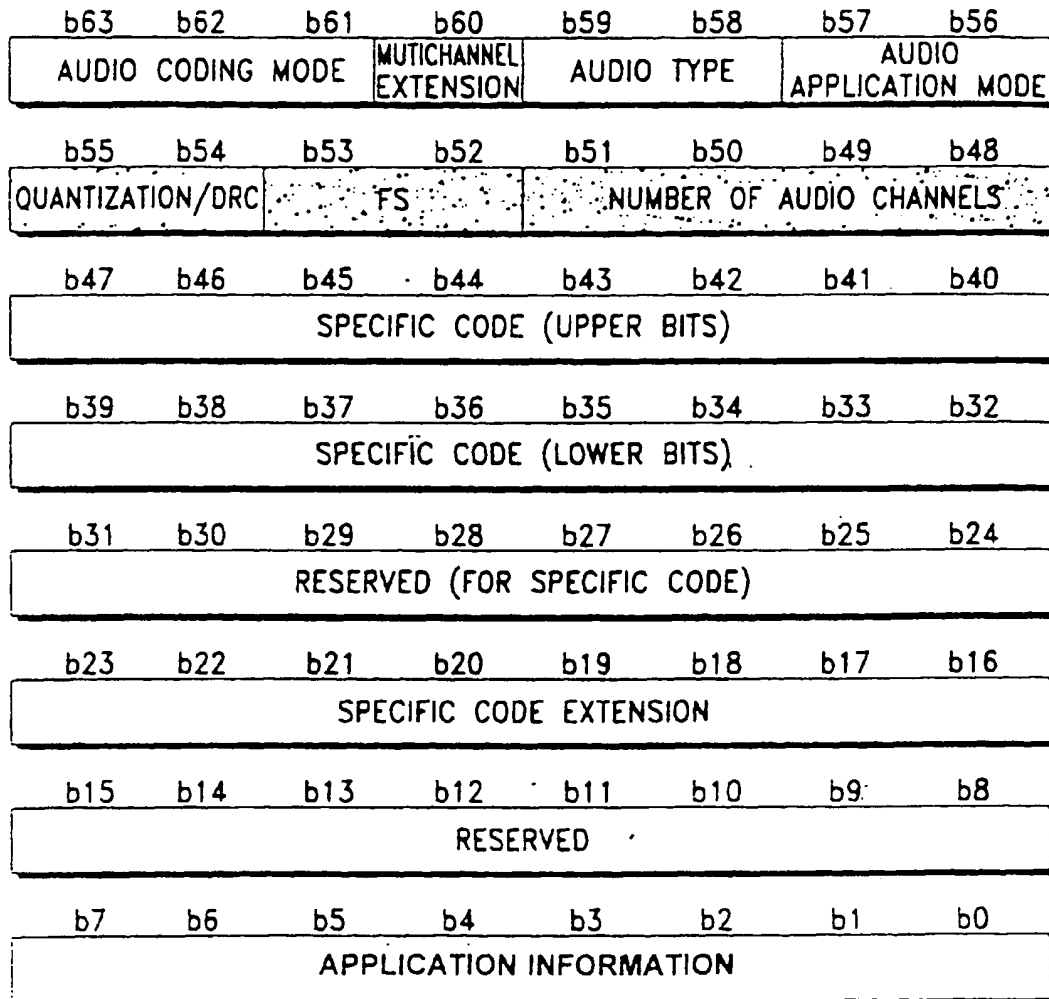 b63 b62 b61 b60 b59 b58 b57 b56
AUDIO CODING MODE MUTICHANNEL EXTENSION AUDIO TYPE AUDIO APPLICATION MODE
b55 b54 b53 b52 b51 b50 b49 b48
QUANTIZATION/DRC FS NUMBER OF AUDIO CHANNELS
b47 b46 b45 b44 b43 b42 b41 b40
SPECIFIC CODE (UPPER BITS)
b39 b38 b37 b36 b35 b34 b33 b32
SPECIFIC CODE (LOWER BITS)
b31 b30 b29 b28 b27 b26 b25 b24
RESERVED (FOR SPECIFIC CODE)
b23 b22 b21 b20 b19 b18 b17 b16
SPECIFIC CODE EXTENSION
b15 b14 b13 b12 b11 b10 b9 b8
RESERVED
b7 b6 b5 b4 b3 b2 b1 b0
APPLICATION INFORMATION